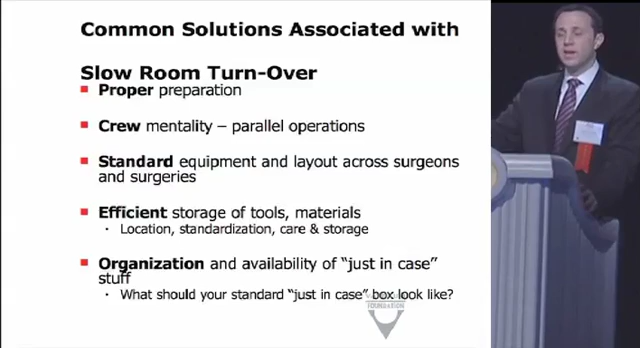 Common Solutions Associated with
Slow Room Turn-Over
Proper preparation
Crew mentality – parallel operations
Standard equipment and layout across surgeons
and surgeries
Efficient storage of tools, materials
Location, standardization, care & storage
Organization and availability of “just in case”
stuff
What should your standard “just in case” box look like?
FOUNDATION